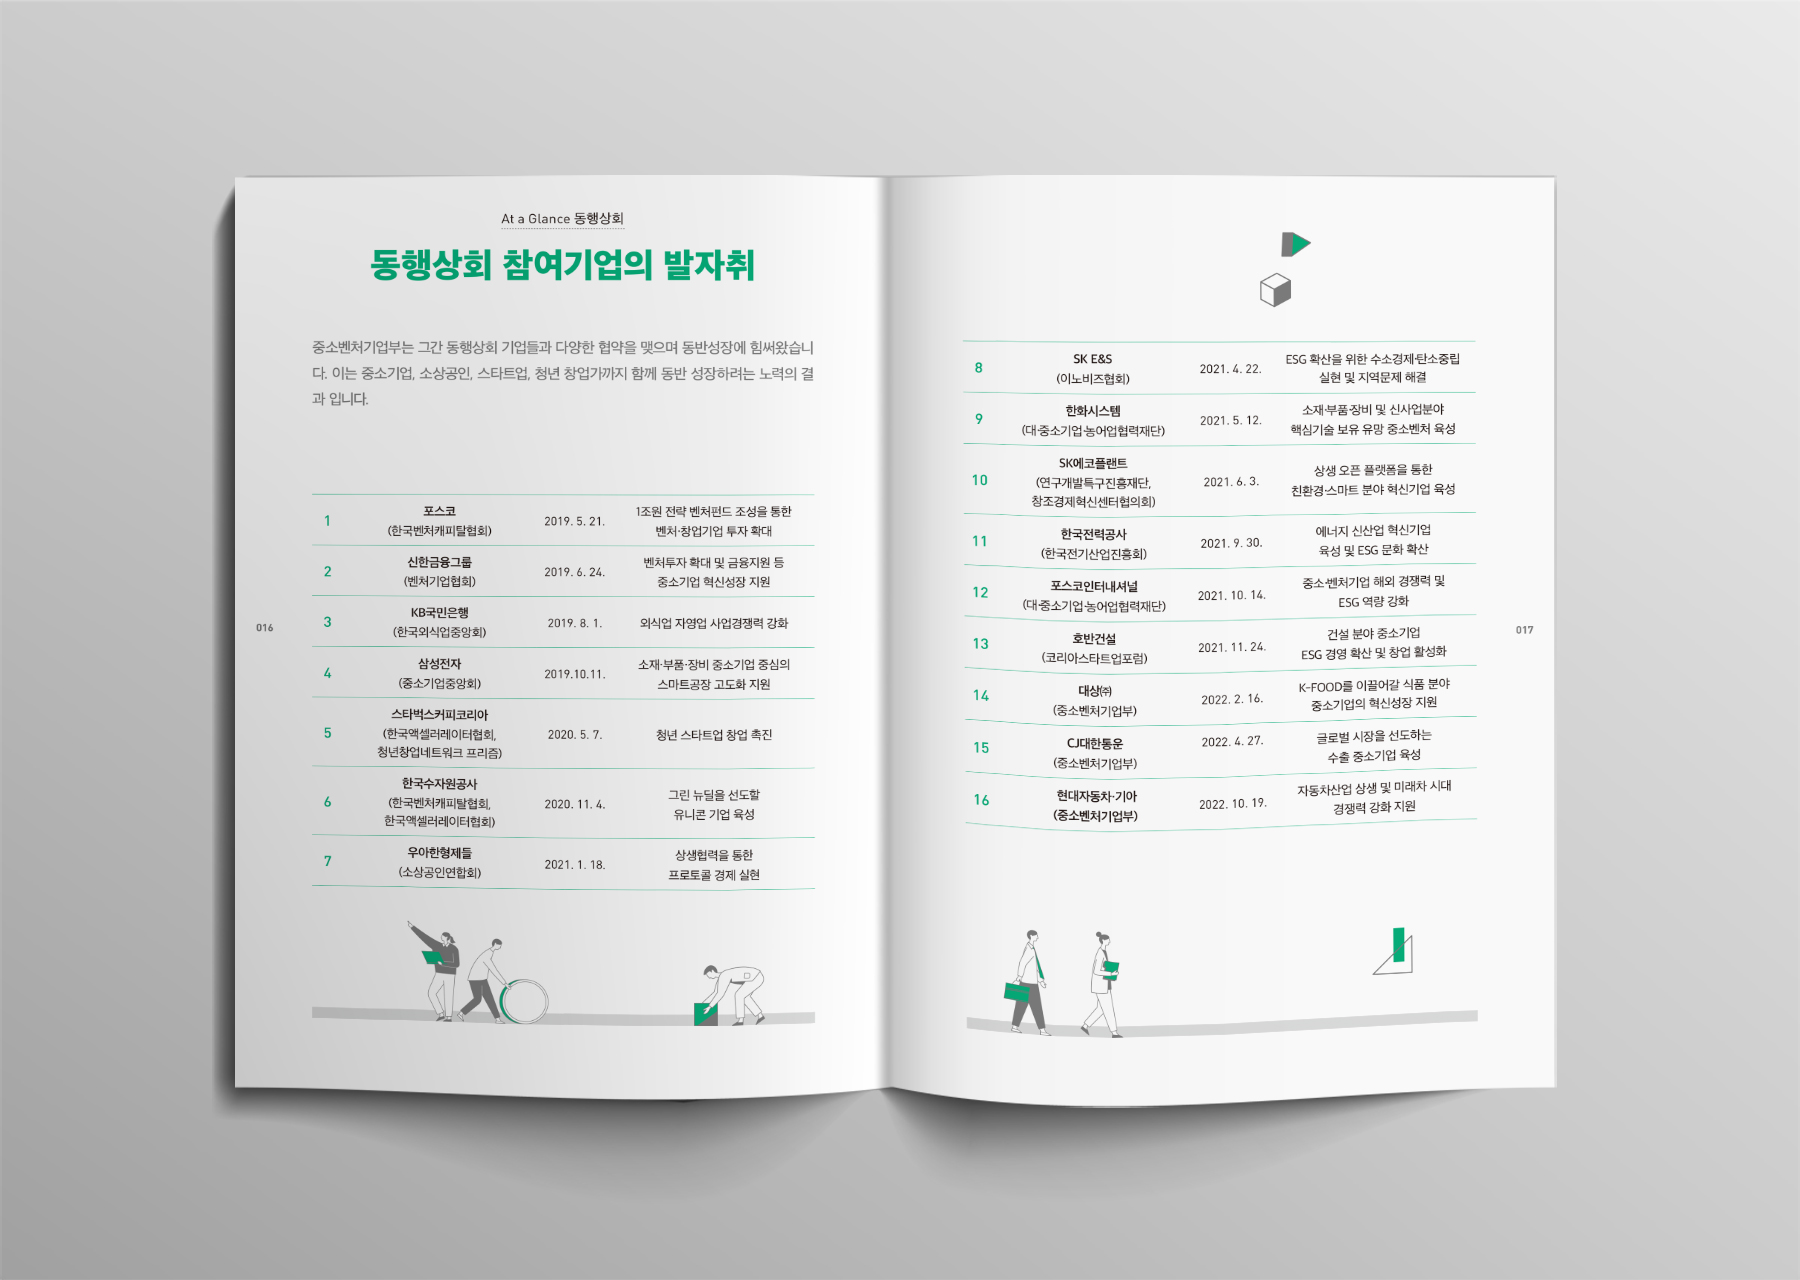 At a Glance 동행상회
동행상회 참여기업의 발자취
중소벤처기업부는 그간 동행상회 기업들과 다양한 협약을 맺으며 동반성장에 힘써왔습니
다. 이는 중소기업, 소상공인, 스타트업, 청년 창업가까지 함께 동반 성장하려는 노력의 결
과 입니다.
1
포스코
(한국벤처캐피탈협회)
2019. 5. 21.
1조원 전략 벤처펀드 조성을 통한
벤처·창업기업 투자 확대
2
신한금융그룹
(벤처기업협회)
2019. 6. 24.
벤처투자 확대 및 금융지원 등
중소기업 혁신성장 지원
3
KB국민은행
(한국외식업중앙회)
2019. 8. 1.
외식업 자영업 사업경쟁력 강화
4
삼성전자
(중소기업중앙회)
2019.10.11.
소재·부품·장비 중소기업 중심의
스마트공장 고도화 지원
5
스타벅스커피코리아
(한국액셀러레이터협회,
청년창업네트워크 프리즘)
2020. 5. 7.
청년 스타트업 창업 촉진
6
한국수자원공사
(한국벤처캐피탈협회,
한국액셀러레이터협회)
2020. 11. 4.
그린 뉴딜을 선도할
유니콘 기업 육성
7
우아한형제들
(소상공인연합회)
2021. 1. 18.
상생협력을 통한
프로토콜 경제 실현
016
8
SK E&S
(이노비즈협회)
2021. 4. 22.
ESG 확산을 위한 수소경제·탄소중립
실현 및 지역문제 해결
9
한화시스템
(대·중소기업·농어업협력재단)
2021. 5. 12.
소재·부품·장비 및 신사업분야
핵심기술 보유 유망 중소벤처 육성
10
SK에코플랜트
(연구개발특구진흥재단,
창조경제혁신센터협의회)
2021. 6. 3.
상생 오픈 플랫폼을 통한
친환경·스마트 분야 혁신기업 육성
11
한국전력공사
(한국전기산업진흥회)
2021. 9. 30.
에너지 신산업 혁신기업
육성 및 ESG 문화 확산
12
포스코인터내셔널
(대·중소기업·농어업협력재단)
2021. 10. 14.
중소·벤처기업 해외 경쟁력 및
ESG 역량 강화
13
호반건설
(코리아스타트업포럼)
2021. 11. 24.
건설 분야 중소기업
ESG 경영 확산 및 창업 활성화
14
대상㈜
(중소벤처기업부)
2022. 2. 16.
K-FOOD를 이끌어갈 식품 분야
중소기업의 혁신성장 지원
15
CJ대한통운
(중소벤처기업부)
2022. 4. 27.
글로벌 시장을 선도하는
수출 중소기업 육성
16
현대자동차·기아
(중소벤처기업부)
2022. 10. 19.
자동차산업 상생 및 미래차 시대
경쟁력 강화 지원
017